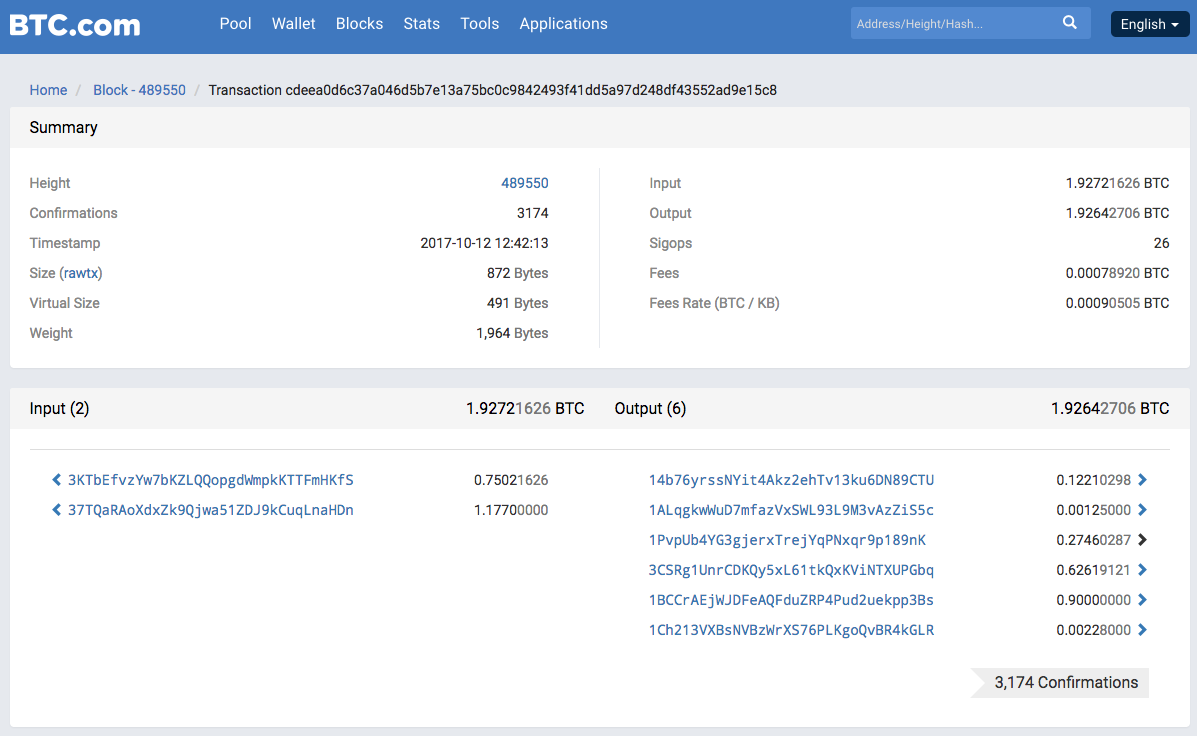 BTC.com Pool Wallet Blocks Stats Tools Applications Address/Height/Hash... English
Home / Block - 489550 / Transaction cdeea0d6c37a046d5b7e13a75bc0c9842493f41dd5a97d248df43552ad9e15c8
Summary
Height 489550 Input 1.92721626 BTC
Confirmations 3174 Output 1.92642706 BTC
Timestamp 2017-10-12 12:42:13 Sigops 26
Size (rawtx) 872 Bytes Fees 0.00078920 BTC
Virtual Size 491 Bytes Fees Rate (BTC / KB) 0.00090505 BTC
Weight 1,964 Bytes
Input (2) 1.92721626 BTC Output (6) 1.92642706 BTC
3KTbEfvzYw7bKZLQQopgdWmpkKTTFmHKfS 0.75021626 14b76yrssNYit4Akz2ehTv13ku6DN89CTU 0.12210298
37TQaRAoXdxZk9Qjwa51ZDJ9kCuqLnaHDn 1.17700000 1ALqgkwWuD7mfazVxSWL93L9M3vAzZiS5c 0.00125000
1PvpUb4YG3gjerxTrejYqPNxqr9p189nK 0.27460287
3CSRg1UnrCDKQy5xL61tkQxKViNTXUPGbq 0.62619121
1BCCrAEjWJDFeAQFduZRP4Pud2uekpp3Bs 0.90000000
1Ch213VXBsNVBzWrXS76PLKgoQvBR4kGLR 0.00228000
3,174 Confirmations